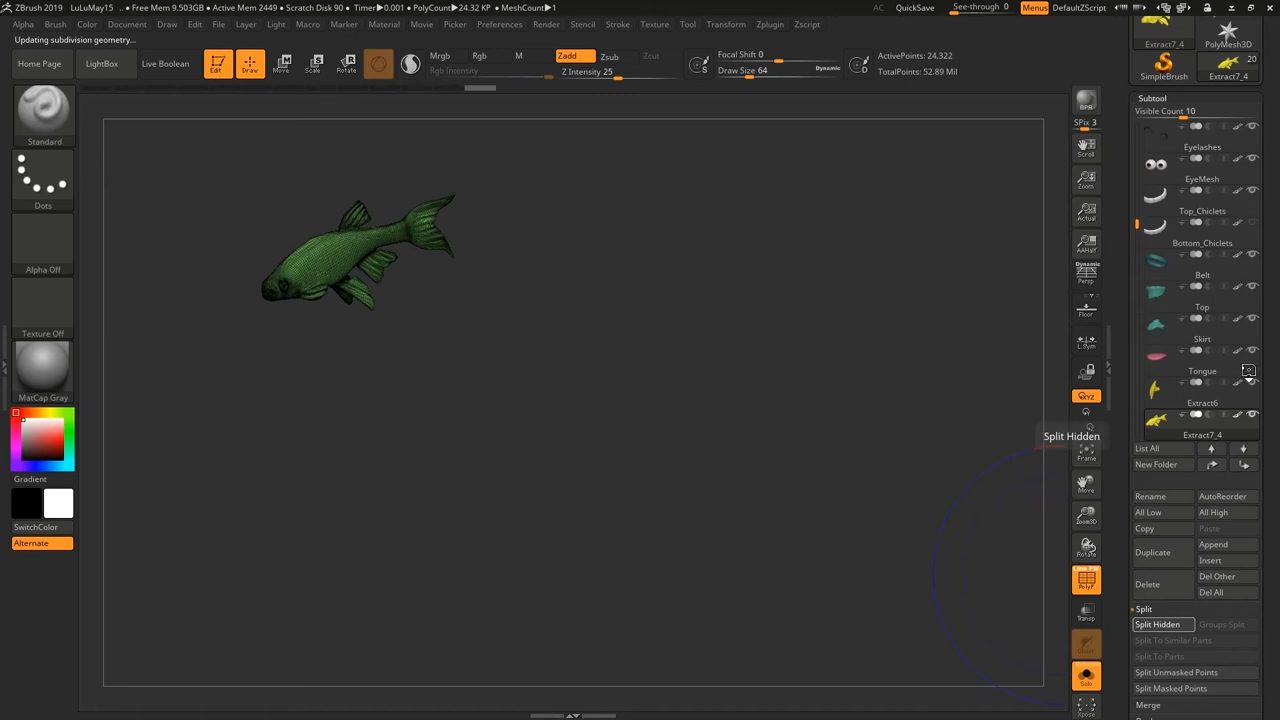 ZBrush 2019 LuLuMay15 .. • Free Mem 9.503GB • Active Mem 2449 • Scratch Disk 90 • Timer▶0.001 • PolyCount▶24.32 KP • MeshCount▶1 AC QuickSave See-through 0 Menus DefaultZScript
Alpha Brush Color Document Draw Edit File Layer Light Macro Marker Movie Picker Preferences Render Stencil Stroke Texture Tool Transform Zplugin Zscript
Updating subdivision geometry...
Home Page LightBox Live Boolean Edit Draw Move Scale Rotate
Mrgb Rgb M Zadd Zsub Zcut
Rgb Intensity Z Intensity 25
Focal Shift 0
Draw Size 64 Dynamic
S D
ActivePoints: 24,322
TotalPoints: 52.89 Mil
Standard
Dots
Alpha Off
Texture Off
MatCap Gray
Gradient
SwitchColor
Alternate
BPR
SPix 3
Scroll
Zoom
Actual
AAHalf
Dynamic
Persp
Floor
L.Sym
XYZ
Frame
Move
Zoom3D
Rotate
Line Fill
PolyF
Transp
Solo
Xpose
Split Hidden
Extract7_4 PolyMesh3D
20
SimpleBrush Extract7_4
Subtool
Visible Count 10
Eyelashes
EyeMesh
Top_Chiclets
Bottom_Chiclets
Belt
Top
Skirt
Tongue
Extract6
Extract7_4
List All
New Folder
Rename AutoReorder
All Low All High
Copy Paste
Duplicate Append
Insert
Delete Del Other
Del All
Split
Split Hidden Groups Split
Split To Similar Parts
Split To Parts
Split Unmasked Points
Split Masked Points
Merge